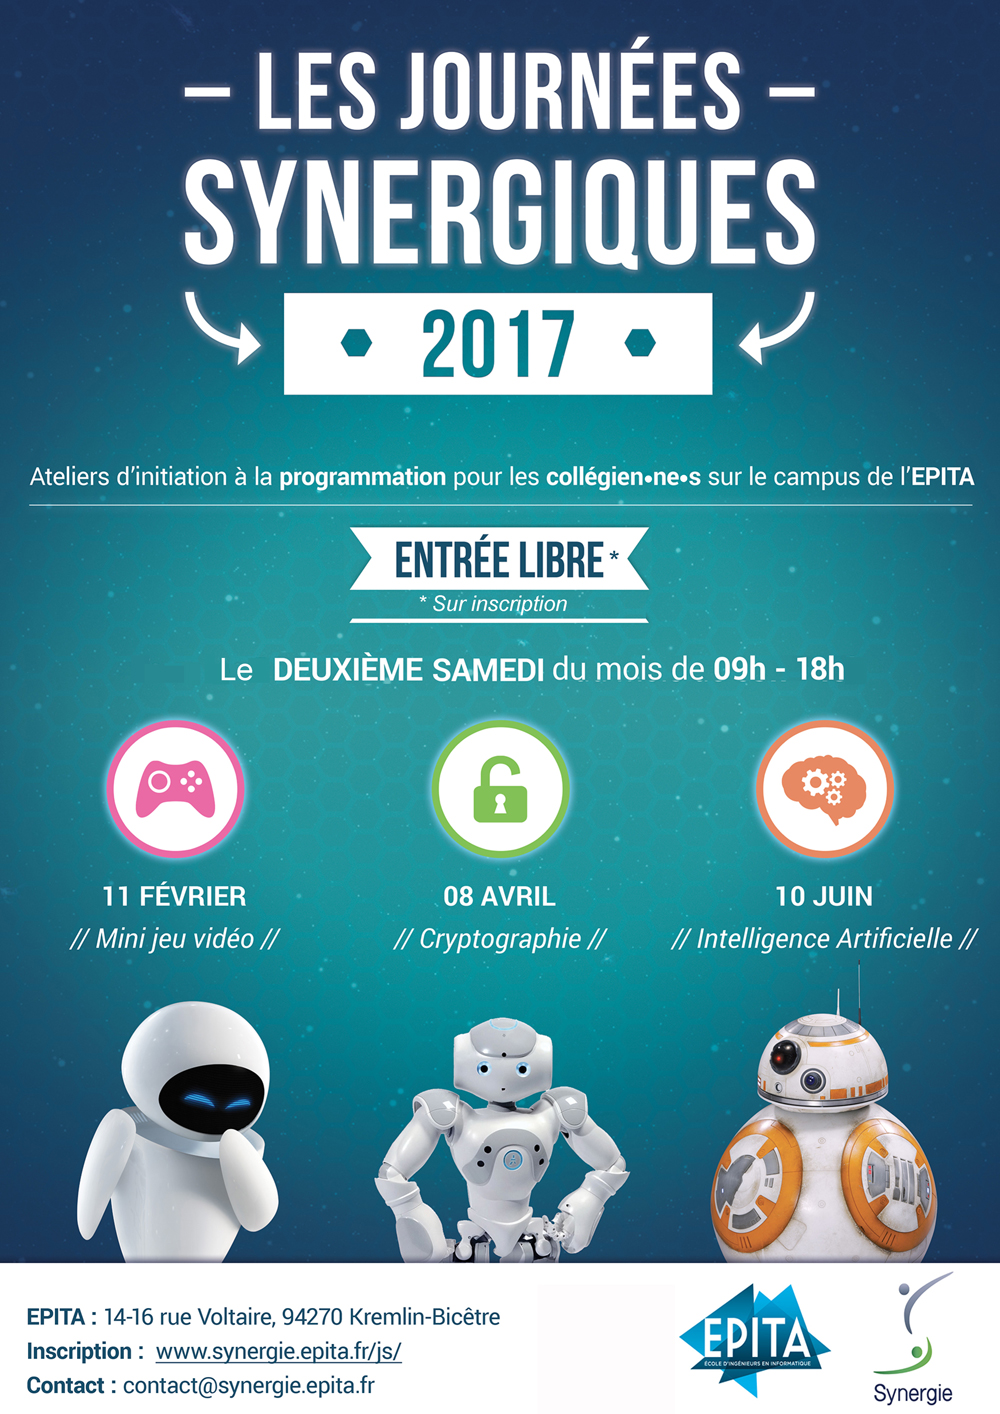 – LES JOURNÉES –
SYNERGIQUES
2017
Ateliers d'initiation à la programmation pour les collégien•ne•s sur le campus de l'EPITA
ENTRÉE LIBRE *
* Sur inscription
Le DEUXIÈME SAMEDI du mois de 09h - 18h
11 FÉVRIER
// Mini jeu vidéo //
08 AVRIL
// Cryptographie //
10 JUIN
// Intelligence Artificielle //
EPITA : 14-16 rue Voltaire, 94270 Kremlin-Bicêtre
Inscription : www.synergie.epita.fr/js/
Contact : contact@synergie.epita.fr
EPITA
ÉCOLE D'INGÉNIEURS EN INFORMATIQUE
Synergie